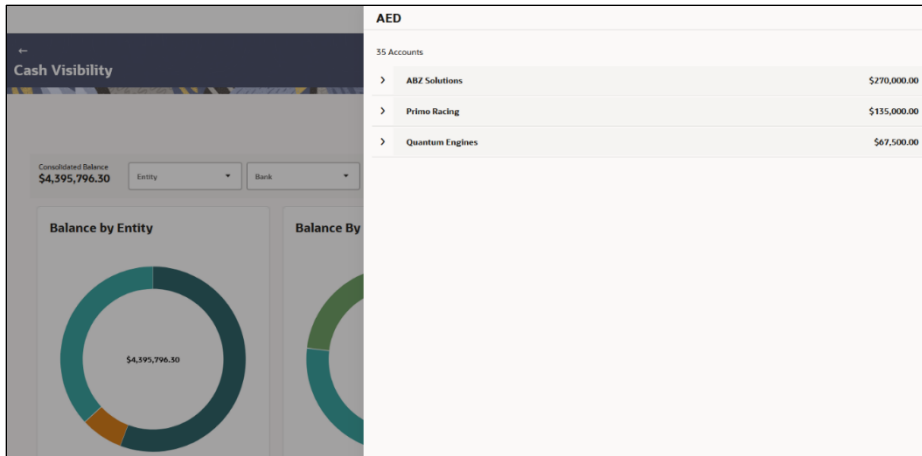 AED
35 Accounts
ABZ Solutions $270,000.00
Primo Racing $135,000.00
Quantum Engines $67,500.00
←
Cash Visibility
Consolidated Balance
$4,395,796.30
Entity
Bank
Balance by Entity
Balance By
$4,395,796.30